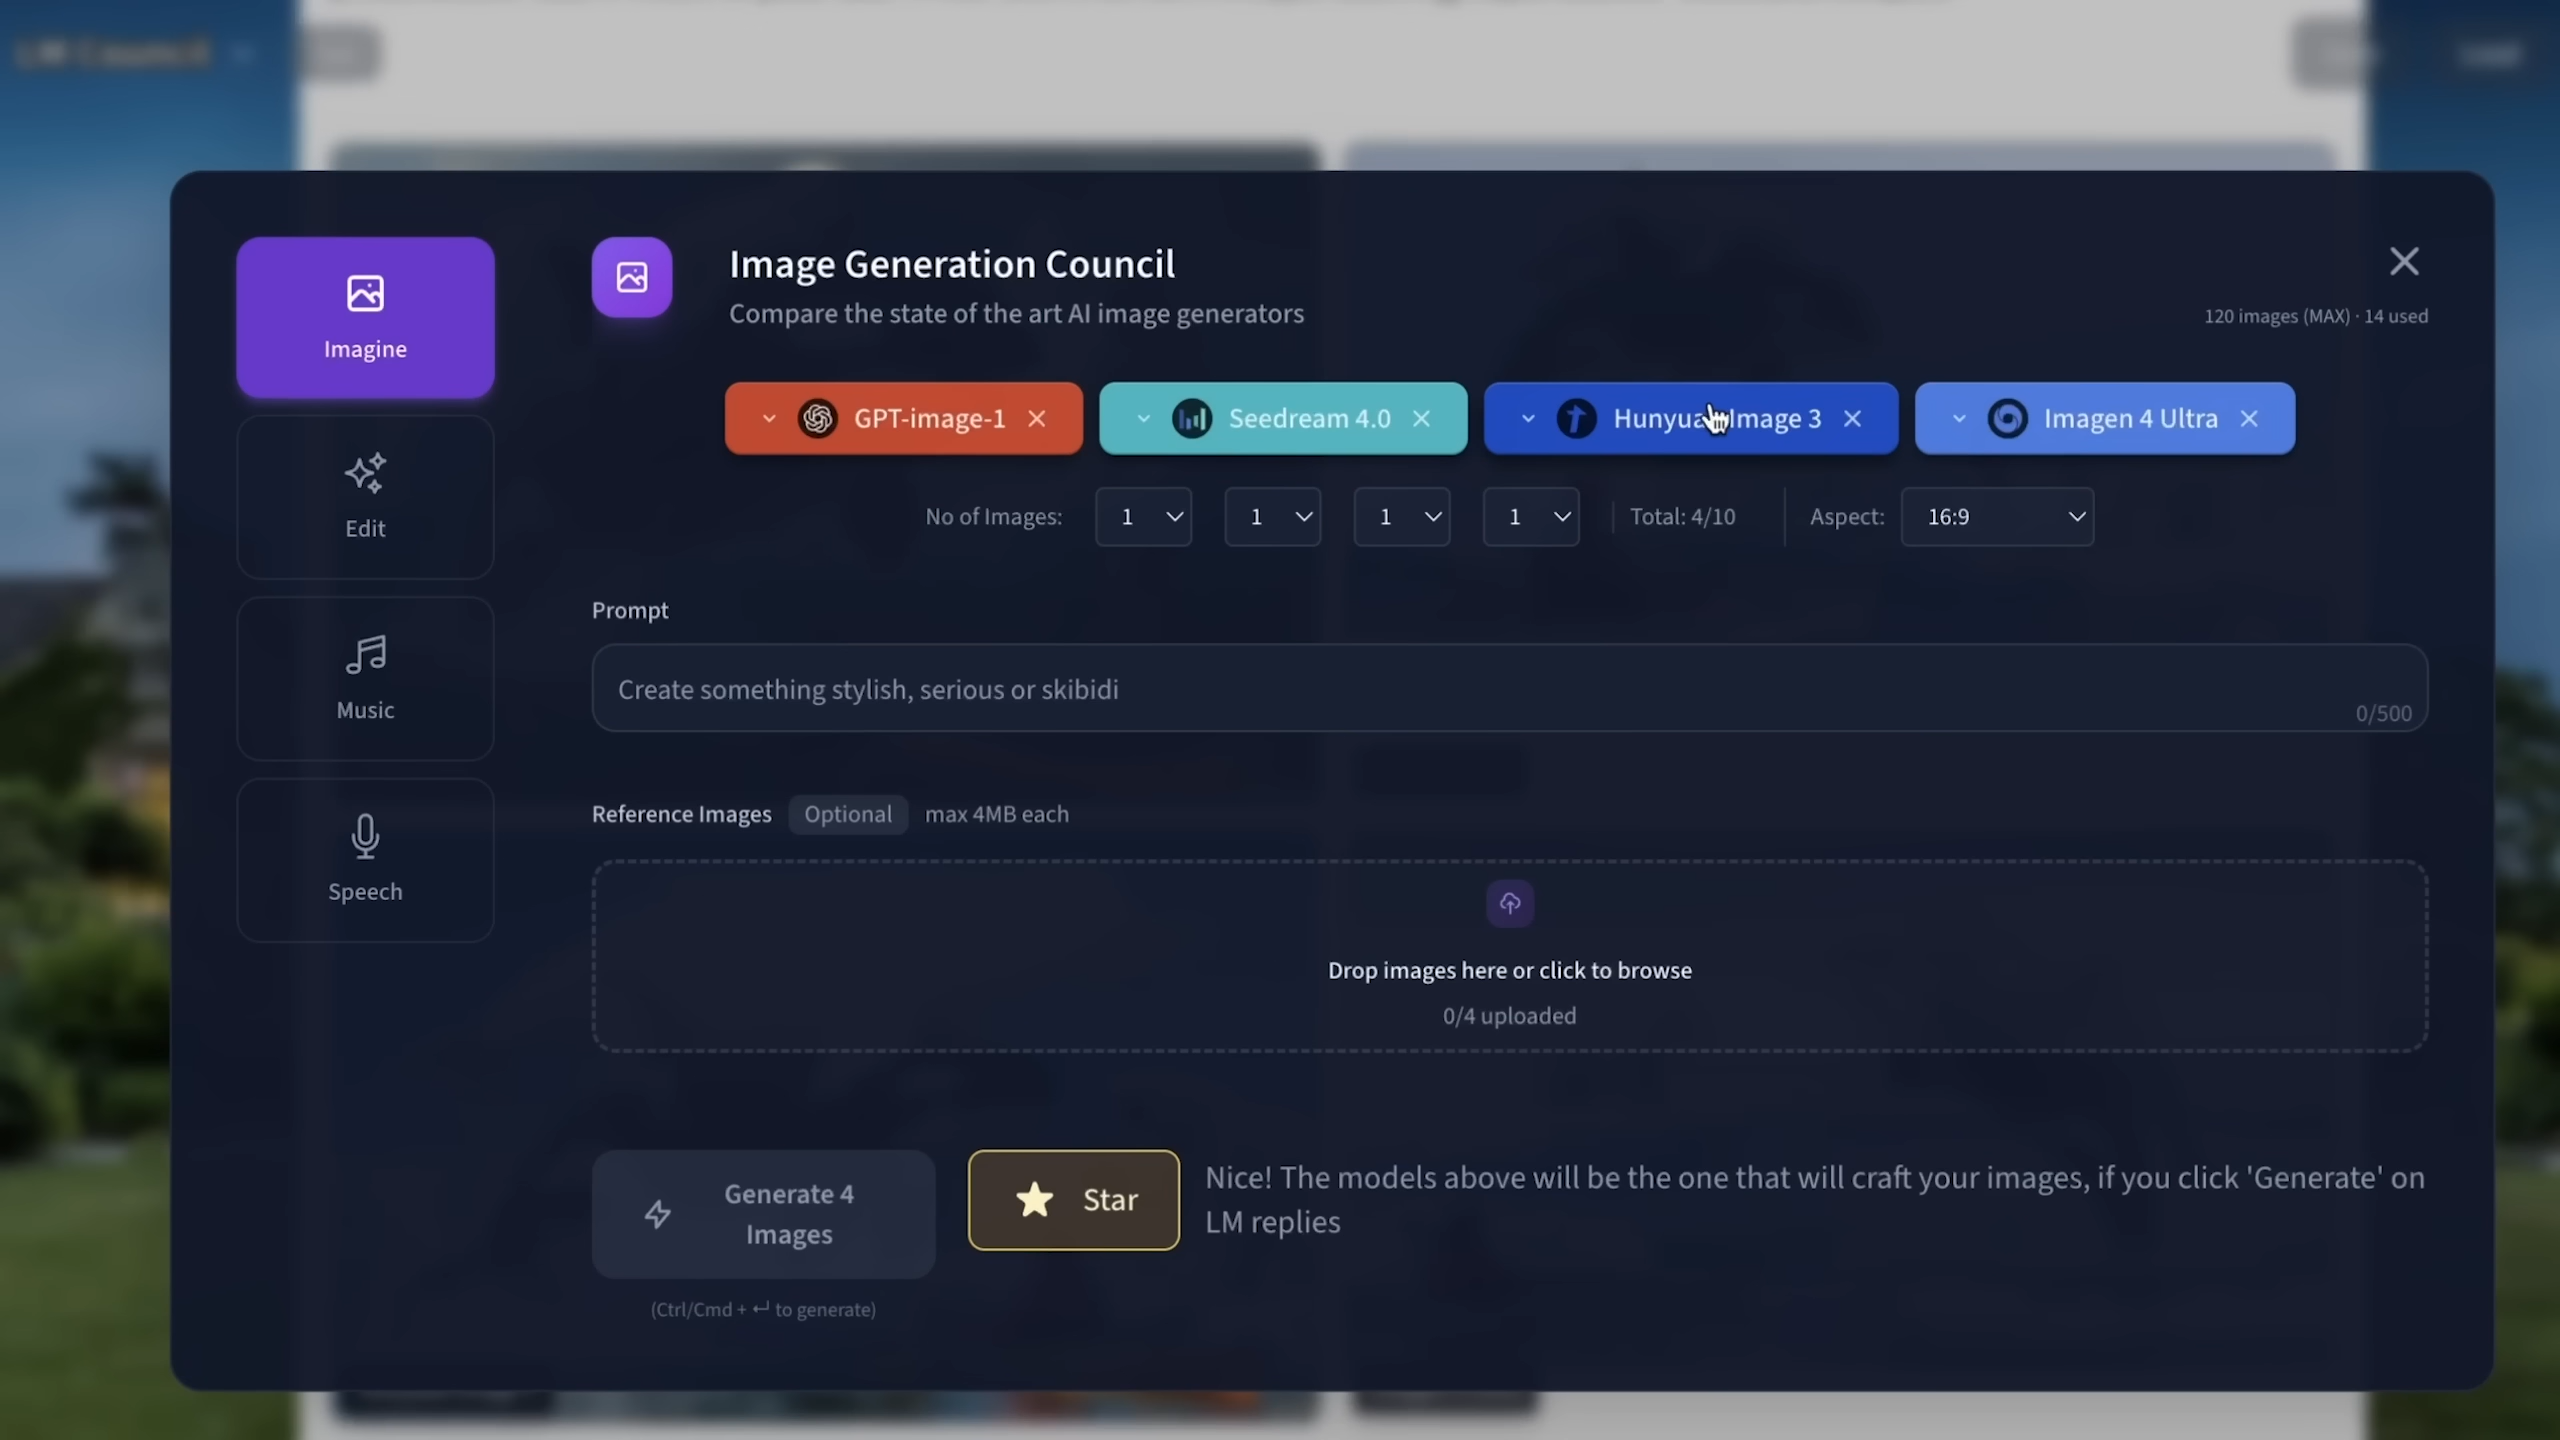 LM Council
Imagine
Edit
Music
Speech
Image Generation Council
Compare the state of the art AI image generators
120 images (MAX) · 14 used
GPT-image-1
Seedream 4.0
Image 3
Imagen 4 Ultra
No of Images: 1 1 1 1 Total: 4/10 Aspect: 16:9
Prompt
Create something stylish, serious or skibidi
0/500
Reference Images Optional max 4MB each
Drop images here or click to browse
0/4 uploaded
Generate 4
Images
(Ctrl/Cmd + ↵ to generate)
Star
Nice! The models above will be the one that will craft your images, if you click 'Generate' on
LM replies